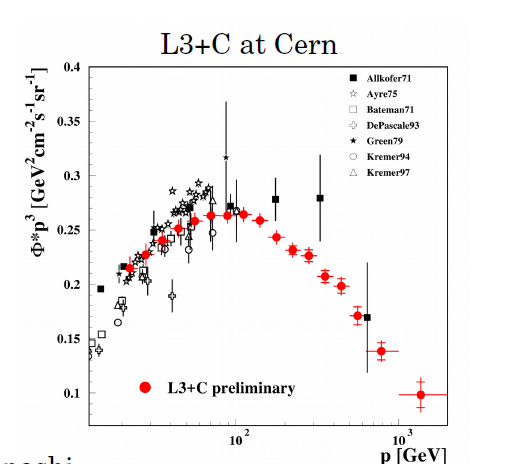 L3+C at Cern
Φ*p³ [GeV²cm⁻²s⁻¹sr⁻¹]
0.4
0.35
0.3
0.25
0.2
0.15
0.1
Allkofer71
Ayre75
Bateman71
DePascale93
Green79
Kremer94
Kremer97
L3+C preliminary
10²
10³
p [GeV]